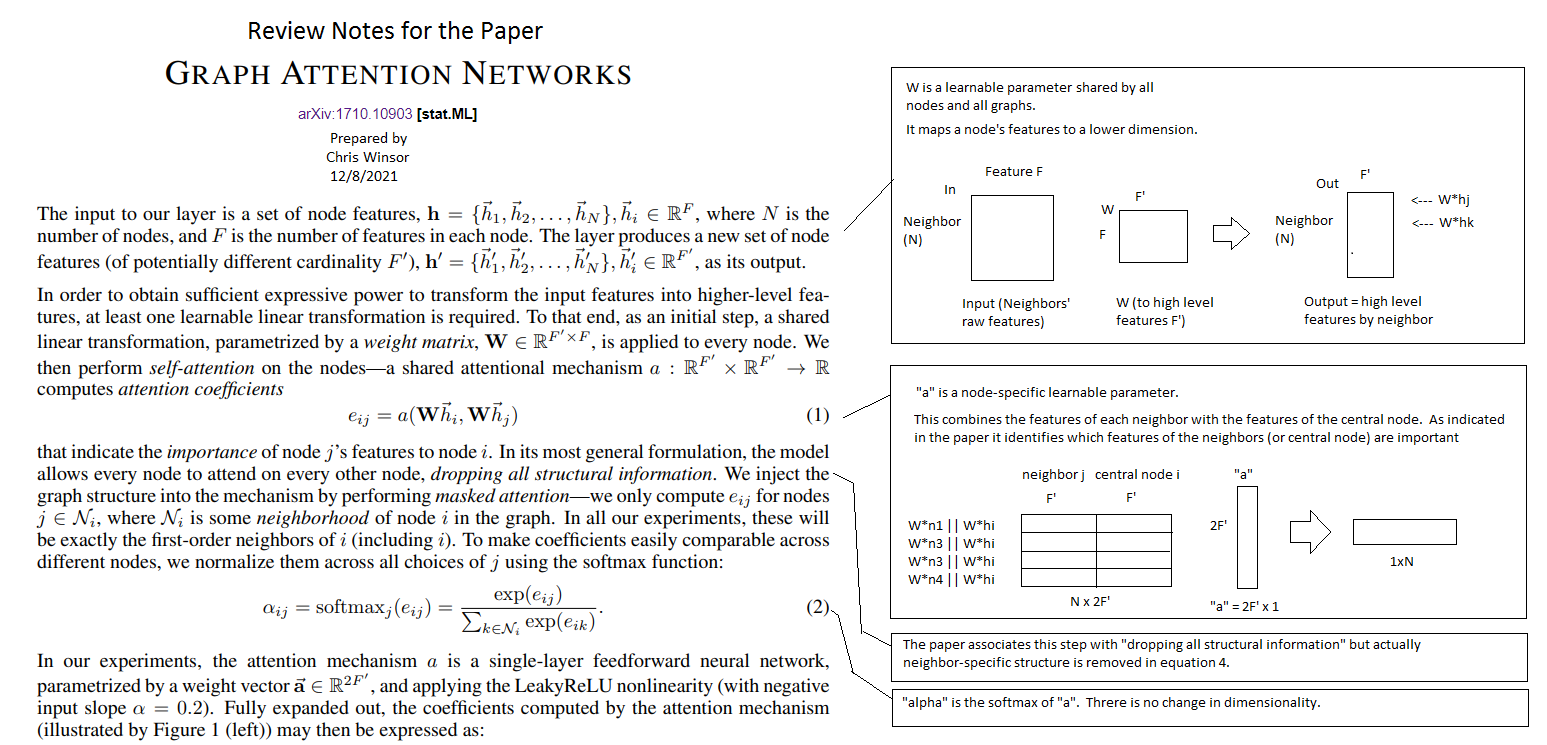 Review Notes for the Paper
GRAPH ATTENTION NETWORKS
arXiv:1710.10903 [stat.ML]
Prepared by
Chris Winsor
12/8/2021
The input to our layer is a set of node features, h = {h⃗₁, h⃗₂, . . . , h⃗_N}, h⃗ᵢ ∈ ℝ^F, where N is the
number of nodes, and F is the number of features in each node. The layer produces a new set of node
features (of potentially different cardinality F′), h′ = {h⃗′₁, h⃗′₂, . . . , h⃗′_N}, h⃗′ᵢ ∈ ℝ^F′, as its output.
In order to obtain sufficient expressive power to transform the input features into higher-level fea-
tures, at least one learnable linear transformation is required. To that end, as an initial step, a shared
linear transformation, parametrized by a weight matrix, W ∈ ℝ^F′×F, is applied to every node. We
then perform self-attention on the nodes—a shared attentional mechanism a : ℝ^F′ × ℝ^F′ → ℝ
computes attention coefficients
eᵢⱼ = a(Wh⃗ᵢ, Wh⃗ⱼ) (1)
that indicate the importance of node j's features to node i. In its most general formulation, the model
allows every node to attend on every other node, dropping all structural information. We inject the
graph structure into the mechanism by performing masked attention—we only compute eᵢⱼ for nodes
j ∈ 𝒩ᵢ, where 𝒩ᵢ is some neighborhood of node i in the graph. In all our experiments, these will
be exactly the first-order neighbors of i (including i). To make coefficients easily comparable across
different nodes, we normalize them across all choices of j using the softmax function:
αᵢⱼ = softmaxⱼ(eᵢⱼ) = exp(eᵢⱼ) / ∑_{k∈𝒩ᵢ} exp(eᵢₖ) . (2)
In our experiments, the attention mechanism a is a single-layer feedforward neural network,
parametrized by a weight vector a⃗ ∈ ℝ^2F′, and applying the LeakyReLU nonlinearity (with negative
input slope α = 0.2). Fully expanded out, the coefficients computed by the attention mechanism
(illustrated by Figure 1 (left)) may then be expressed as:
W is a learnable parameter shared by all
nodes and all graphs.
It maps a node's features to a lower dimension.
Feature F
In
Neighbor
(N)
Input (Neighbors'
raw features)
F'
W
F
W (to high level
features F')
F'
Out
Neighbor
(N)
<--- W*hj
<--- W*hk
Output = high level
features by neighbor
"a" is a node-specific learnable parameter.
This combines the features of each neighbor with the features of the central node. As indicated
in the paper it identifies which features of the neighbors (or central node) are important
neighbor j central node i "a"
F' F'
W*n1 || W*hi
W*n3 || W*hi
W*n3 || W*hi
W*n4 || W*hi
2F'
1xN
N x 2F'
"a" = 2F' x 1
The paper associates this step with "dropping all structural information" but actually
neighbor-specific structure is removed in equation 4.
"alpha" is the softmax of "a". Threre is no change in dimensionality.